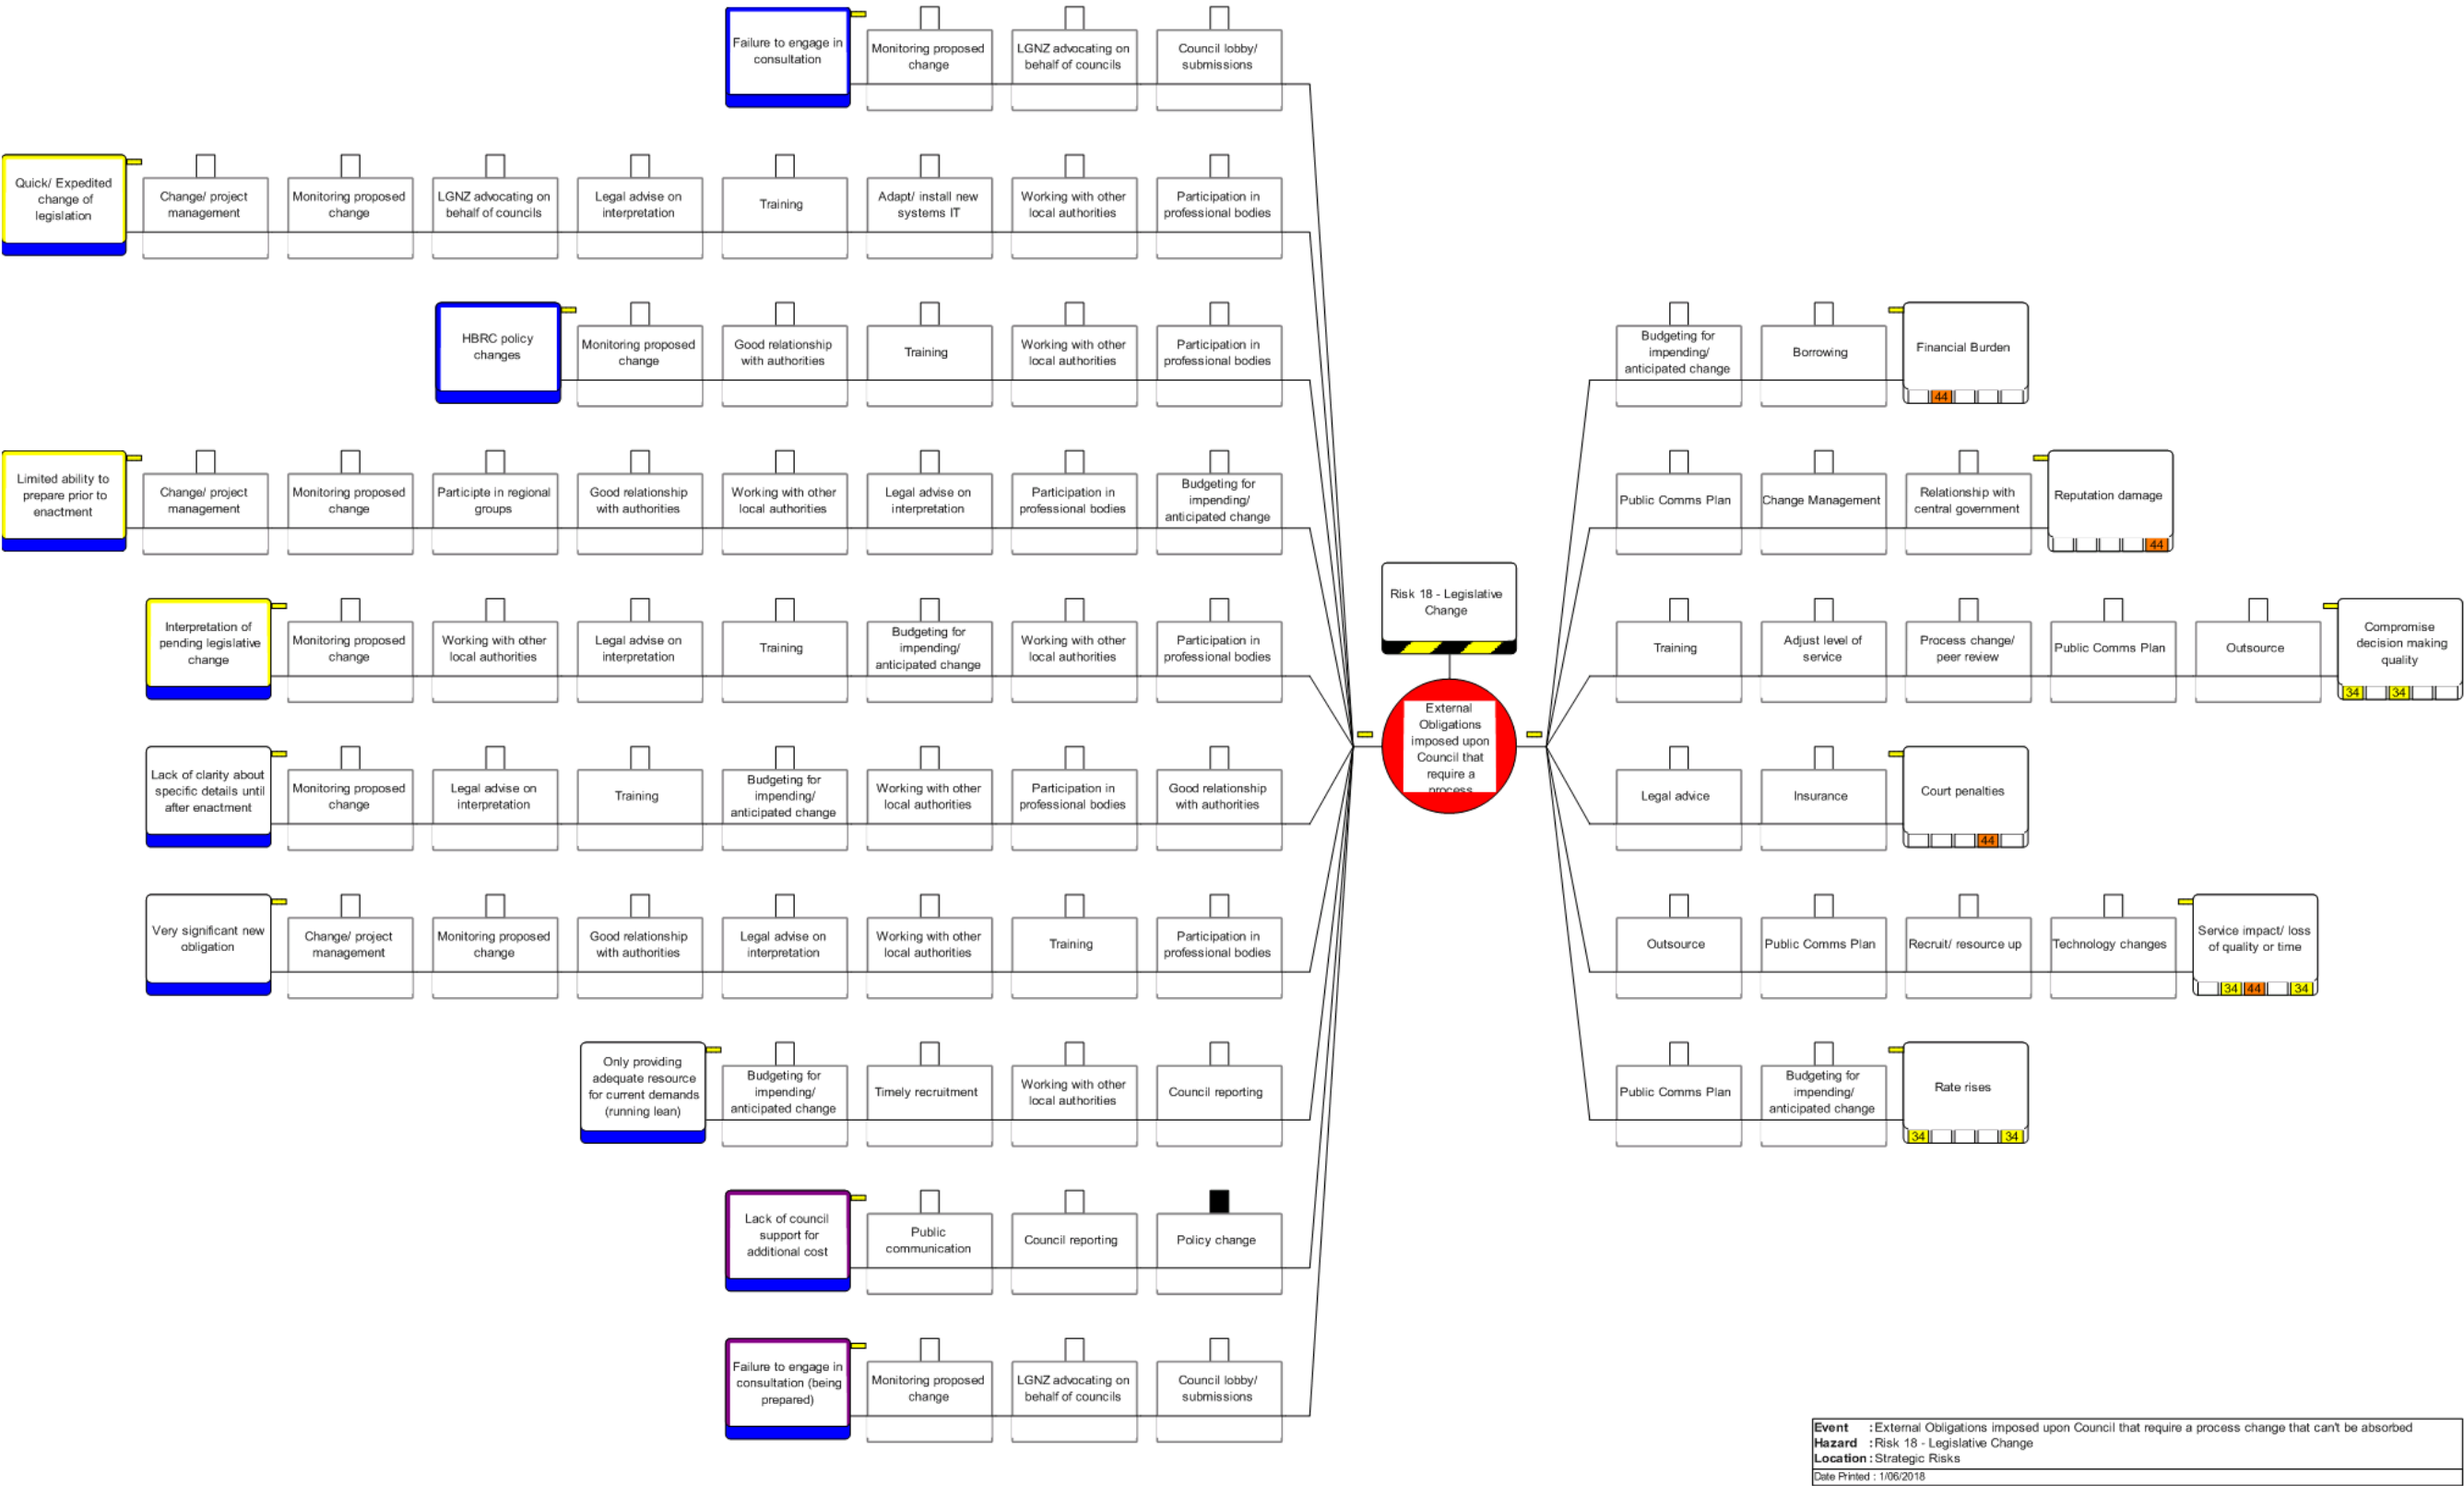 Failure to engage in
consultation
Monitoring proposed
change
LGNZ advocating on
behalf of councils
Council lobby/
submissions
Quick/ Expedited
change of
legislation
Change/ project
management
Monitoring proposed
change
LGNZ advocating on
behalf of councils
Legal advise on
interpretation
Training
Adapt/ install new
systems IT
Working with other
local authorities
Participation in
professional bodies
HBRC policy
changes
Monitoring proposed
change
Good relationship
with authorities
Training
Working with other
local authorities
Participation in
professional bodies
Limited ability to
prepare prior to
enactment
Change/ project
management
Monitoring proposed
change
Participte in regional
groups
Good relationship
with authorities
Working with other
local authorities
Legal advise on
interpretation
Participation in
professional bodies
Budgeting for
impending/
anticipated change
Interpretation of
pending legislative
change
Monitoring proposed
change
Working with other
local authorities
Legal advise on
interpretation
Training
Budgeting for
impending/
anticipated change
Working with other
local authorities
Participation in
professional bodies
Lack of clarity about
specific details until
after enactment
Monitoring proposed
change
Legal advise on
interpretation
Training
Budgeting for
impending/
anticipated change
Working with other
local authorities
Participation in
professional bodies
Good relationship
with authorities
Very significant new
obligation
Change/ project
management
Monitoring proposed
change
Good relationship
with authorities
Legal advise on
interpretation
Working with other
local authorities
Training
Participation in
professional bodies
Only providing
adequate resource
for current demands
(running lean)
Budgeting for
impending/
anticipated change
Timely recruitment
Working with other
local authorities
Council reporting
Lack of council
support for
additional cost
Public
communication
Council reporting
Policy change
Failure to engage in
consultation (being
prepared)
Monitoring proposed
change
LGNZ advocating on
behalf of councils
Council lobby/
submissions
Risk 18 - Legislative
Change
External
Obligations
imposed upon
Council that
require a
process
Budgeting for
impending/
anticipated change
Borrowing
Financial Burden
44
Public Comms Plan
Change Management
Relationship with
central government
Reputation damage
44
Training
Adjust level of
service
Process change/
peer review
Public Comms Plan
Outsource
Compromise
decision making
quality
34 34
Legal advice
Insurance
Court penalties
44
Outsource
Public Comms Plan
Recruit/ resource up
Technology changes
Service impact/ loss
of quality or time
34 44 34
Public Comms Plan
Budgeting for
impending/
anticipated change
Rate rises
34 34
Event : External Obligations imposed upon Council that require a process change that can't be absorbed
Hazard : Risk 18 - Legislative Change
Location : Strategic Risks
Date Printed : 1/06/2018